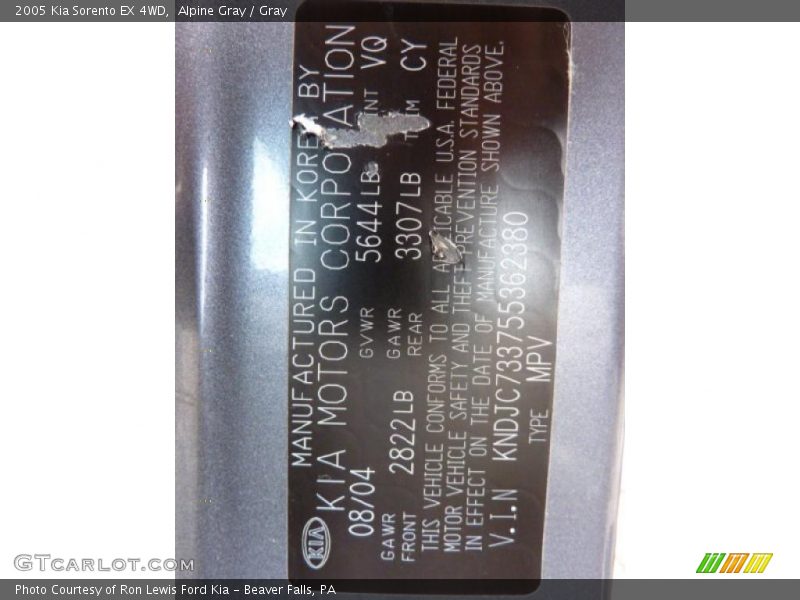 2005 Kia Sorento EX 4WD, Alpine Gray / Gray
MANUFACTURED IN KOREA BY
KIA KIA MOTORS CORPORATION
08/04 GVWR 5644LB VQ
GAWR FRONT 2822LB GAWR REAR 3307LB CY
THIS VEHICLE CONFORMS TO ALL APPLICABLE U.S.A. FEDERAL
MOTOR VEHICLE SAFETY AND THEFT PREVENTION STANDARDS
IN EFFECT ON THE DATE OF MANUFACTURE SHOWN ABOVE.
V.I.N KNDJC733755362380
TYPE MPV
GTcarlot.com
Photo Courtesy of Ron Lewis Ford Kia - Beaver Falls, PA